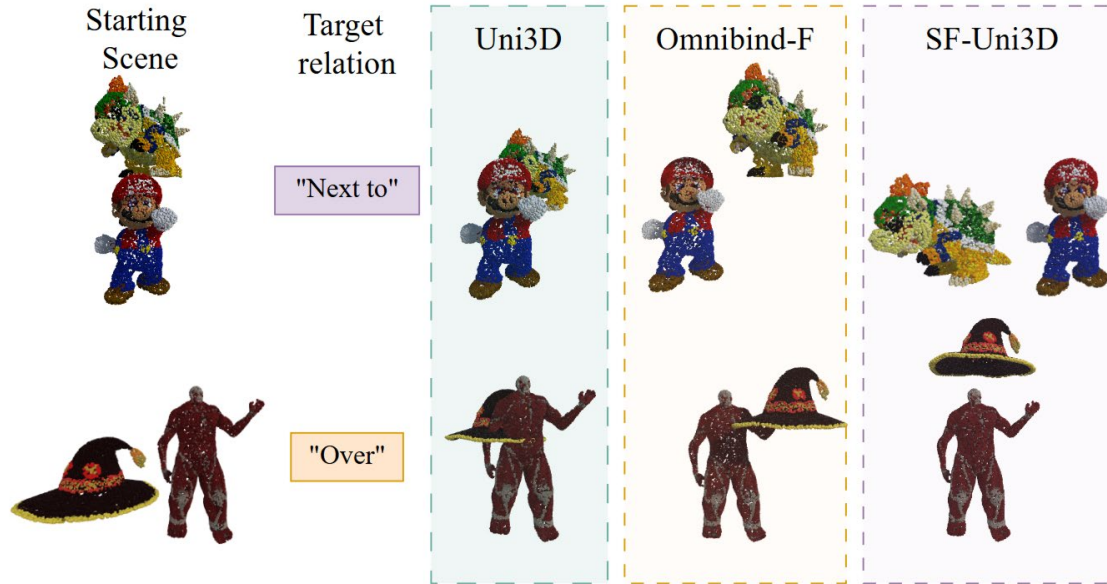 Starting
Scene
Target
relation
Uni3D
Omnibind-F
SF-Uni3D
"Next to"
"Over"